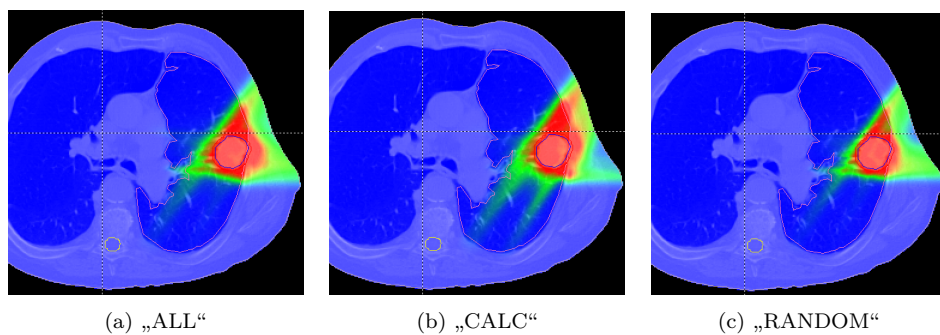 (a) „ALL“
(b) „CALC“
(c) „RANDOM“